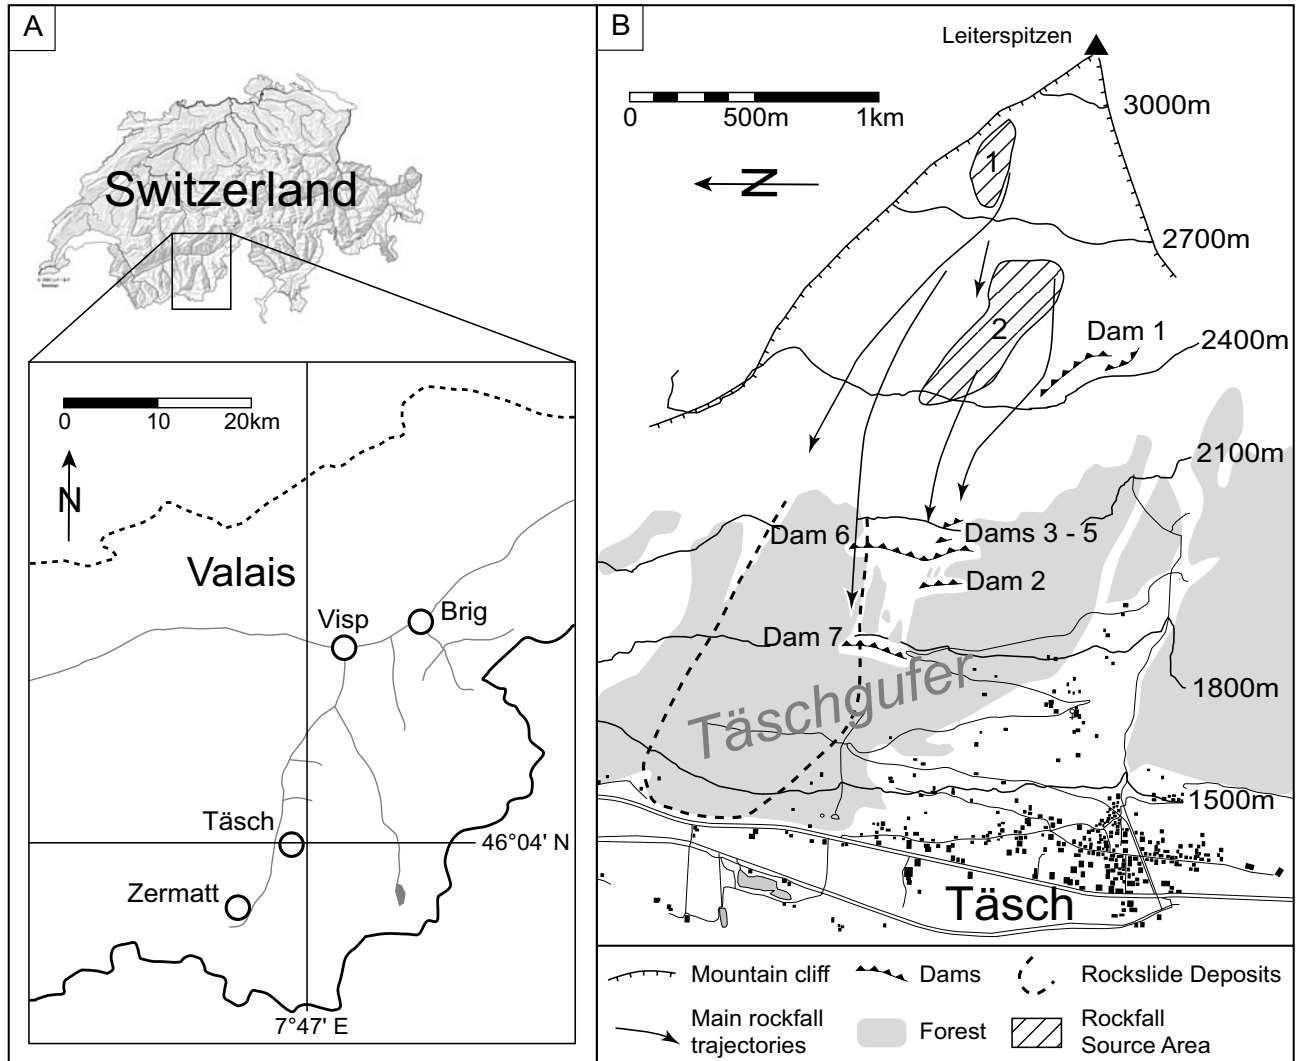 A
Switzerland
0
10
20km
N
Valais
Visp
Brig
Täsch
46°04' N
Zermatt
7°47' E
B
Leiterspitzen
0
500m
1km
3000m
N
1
2700m
2
Dam 1
2400m
2100m
Dam 6
Dams 3 - 5
Dam 2
Dam 7
1800m
Täschgufer
1500m
Täsch
Mountain cliff
Dams
Rockslide Deposits
Main rockfall
trajectories
Forest
Rockfall
Source Area